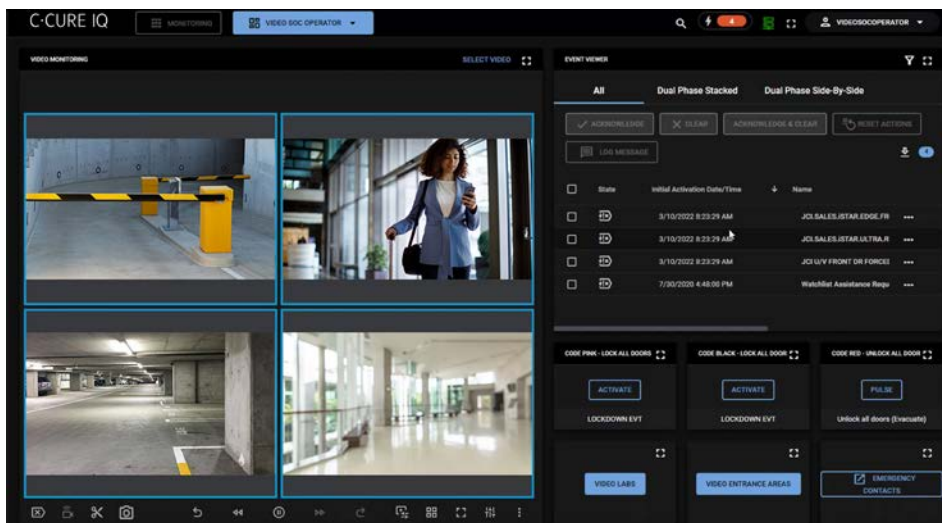 C•CURE IQ
MONITORING
VIDEO SOC OPERATOR
4
VIDEOSOCOPERATOR
VIDEO MONITORING
SELECT VIDEO
EVENT VIEWER
All
Dual Phase Stacked
Dual Phase Side-By-Side
ACKNOWLEDGE
CLEAR
ACKNOWLEDGE & CLEAR
RESET ACTIONS
LOG MESSAGE
4
State
Initial Activation Date/Time
Name
3/10/2022 8:23:29 AM
JCI.SALES.iSTAR.EDGE.FR
3/10/2022 8:23:29 AM
JCI.SALES.iSTAR.ULTRA.R
3/10/2022 8:23:29 AM
JCI U/V FRONT DR FORCEI
7/30/2020 4:48:00 PM
Watchlist Assistance Requ
CODE PINK - LOCK ALL DOORS
CODE BLACK - LOCK ALL DOOR
CODE RED - UNLOCK ALL DOOR
ACTIVATE
ACTIVATE
PULSE
LOCKDOWN EVT
LOCKDOWN EVT
Unlock all doors (Evacuate)
VIDEO LABS
VIDEO ENTRANCE AREAS
EMERGENCY
CONTACTS